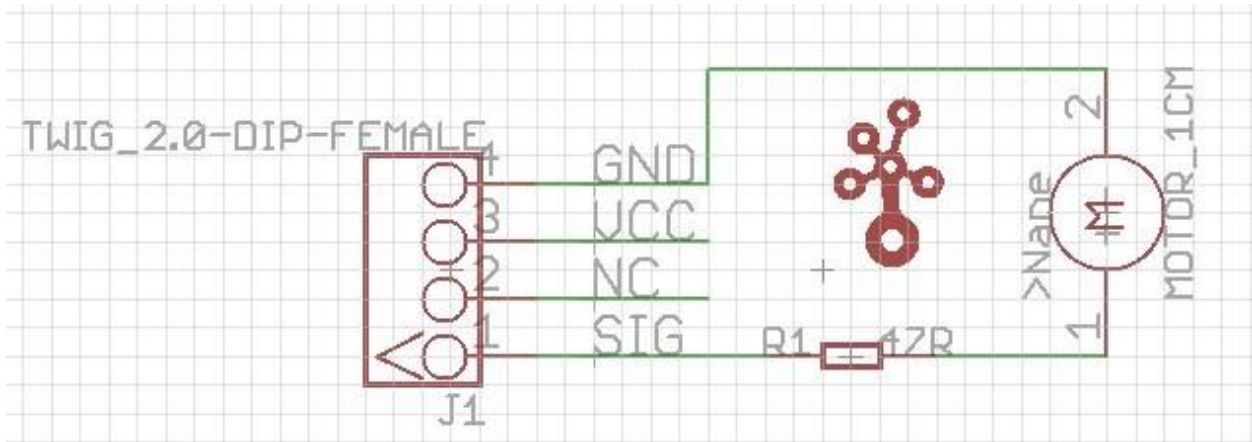 TWIG_2.0-DIP-FEMALE
4
GND
3
VCC
2
NC
1
SIG
J1
R1
47R
2
M
1
>Name
MOTOR_1CM